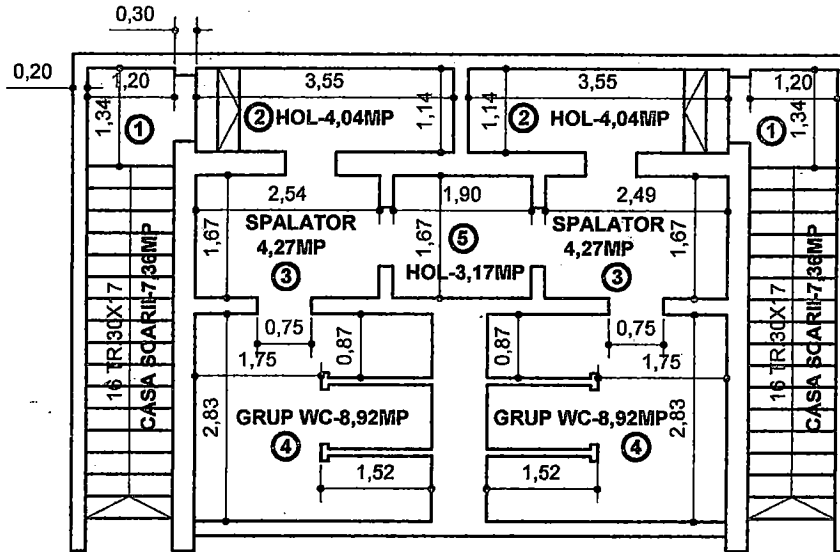 0,30
0,20
1,20
3,55
3,55
1,20
1,34
1
2 HOL-4,04MP
1,14
1,14
2
HOL-4,04MP
1
1,34
2,54
1,90
2,49
SPALATOR
4,27MP
3
1,67
1,67
5
HOL-3,17MP
SPALATOR
4,27MP
3
1,67
16 TR.30X17
CASA SCARII-7,36MP
16 TR.30X17
CASA SCARII-7,36MP
0,75
1,75
0,87
0,87
0,75
1,75
2,83
GRUP WC-8,92MP
4
1,52
GRUP WC-8,92MP
4
1,52
2,83